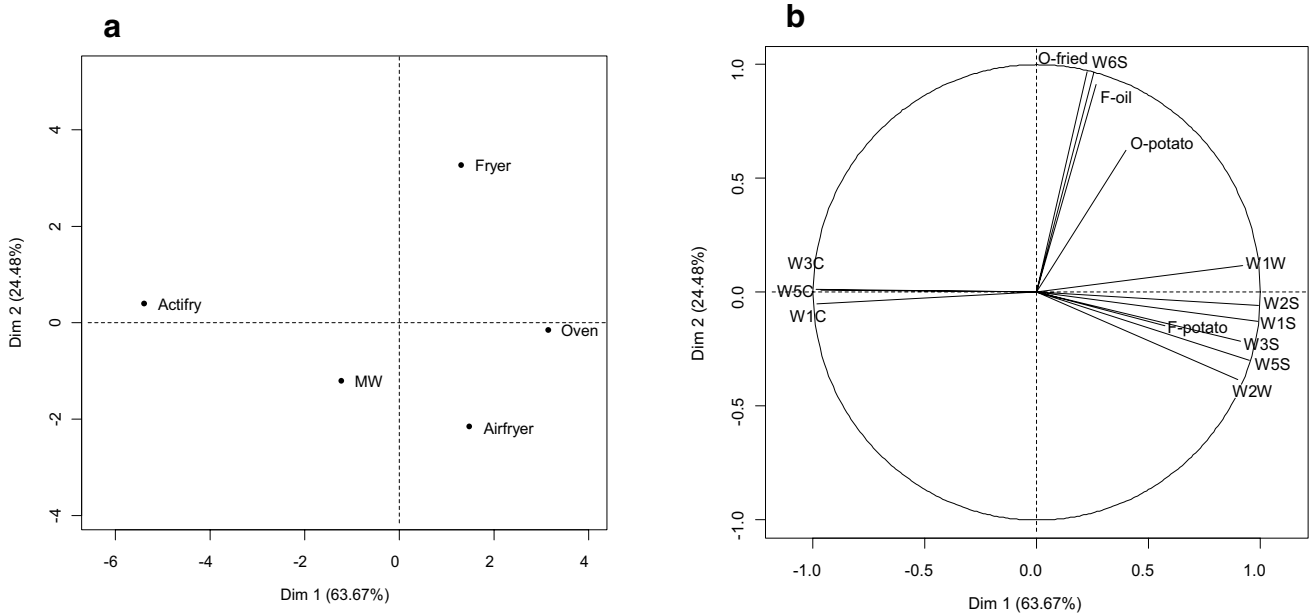 a
Dim 2 (24.48%)
4
2
0
-2
-4
Fryer
Actifry
Oven
MW
Airfryer
-6 -4 -2 0 2 4
Dim 1 (63.67%)
b
Dim 2 (24.48%)
1.0
0.5
0.0
-0.5
-1.0
O-fried W6S
F-oil
O-potato
W3C
W1W
W5C
W2S
W1C
W1S
F-potato
W3S
W5S
W2W
-1.0 -0.5 0.0 0.5 1.0
Dim 1 (63.67%)